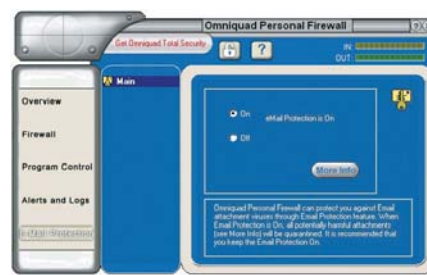 Omniquad Personal Firewall
Get Omniquad Total Security
?
IN:
OUT:
Main
Overview
Firewall
Program Control
Alerts and Logs
E-Mail Protection
On
eMail Protection is On
Off
More Info
Omniquad Personal Firewall can protect you against Email
attachment viruses through Email Protection feature. When
Email Protection is On, all potentially harmful attachments
(see More Info) will be quarantined. It is recommended that
you keep the Email Protection On.